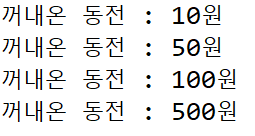 꺼내온 동전 : 10원
꺼내온 동전 : 50원
꺼내온 동전 : 100원
꺼내온 동전 : 500원